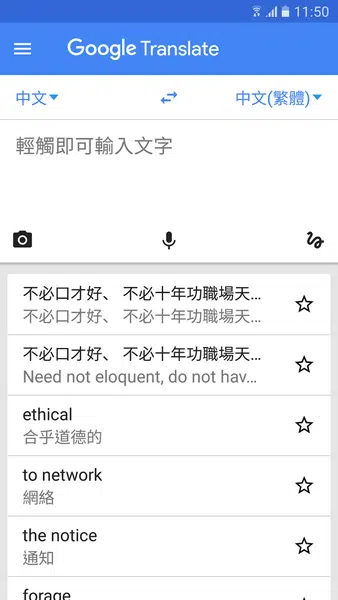 11:50
Google Translate
中文 中文(繁體)
輕觸即可輸入文字
不必口才好、 不必十年功職場天...
不必口才好、 不必十年功職場天...
不必口才好、 不必十年功職場天...
Need not eloquent, do not hav...
ethical
合乎道德的
to network
網絡
the notice
通知
forage